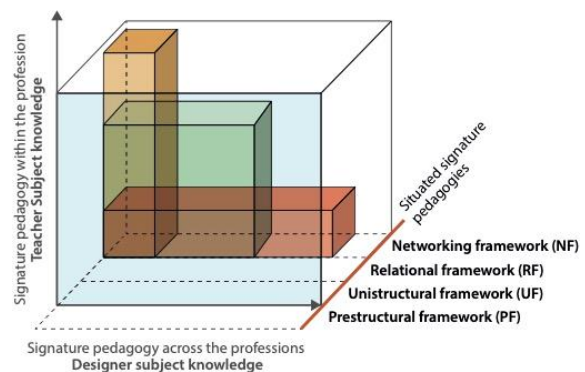 Signature pedagogy within the profession
Teacher Subject knowledge
Situated signature
pedagogies
Networking framework (NF)
Relational framework (RF)
Unistructural framework (UF)
Prestructural framework (PF)
Signature pedagogy across the professions
Designer subject knowledge